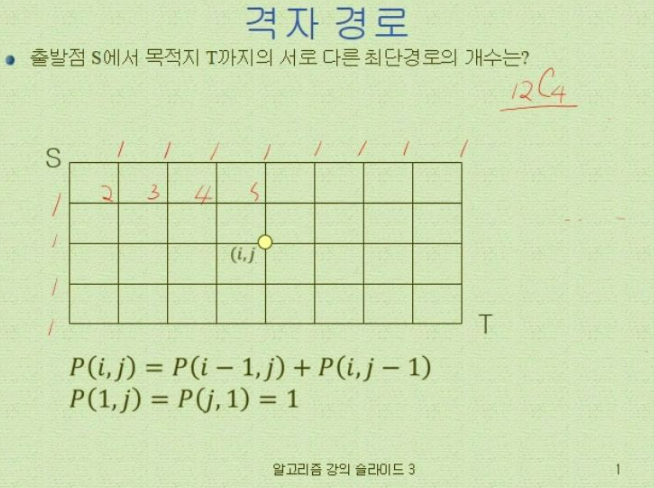 격자 경로
출발점 S에서 목적지 T까지의 서로 다른 최단경로의 개수는?
12C4
S 1 1 1 1 1 1 1 1
1 2 3 4 5
1
(i,j
1
1
T
P(i,j) = P(i − 1,j) + P(i,j − 1)
P(1,j) = P(j,1) = 1
알고리즘 강의 슬라이드 3
1